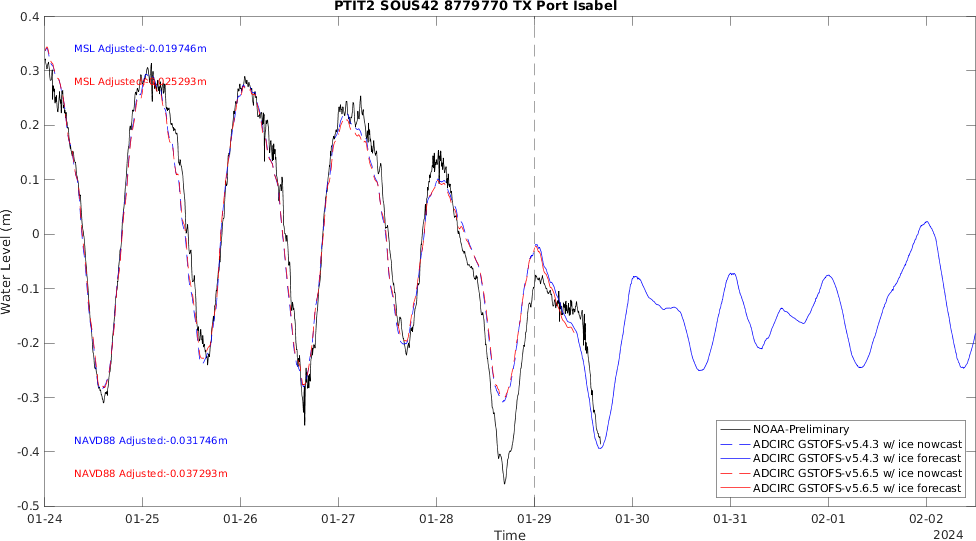 PTIT2 SOUS42 8779770 TX Port Isabel
0.4
0.3
0.2
0.1
0
-0.1
-0.2
-0.3
-0.4
-0.5
Water Level (m)
MSL Adjusted:-0.019746m
MSL Adjusted:-0.025293m
NAVD88 Adjusted:-0.031746m
NAVD88 Adjusted:-0.037293m
NOAA-Preliminary
ADCIRC GSTOFS-v5.4.3 w/ ice nowcast
ADCIRC GSTOFS-v5.4.3 w/ ice forecast
ADCIRC GSTOFS-v5.6.5 w/ ice nowcast
ADCIRC GSTOFS-v5.6.5 w/ ice forecast
01-24 01-25 01-26 01-27 01-28 01-29 01-30 01-31 02-01 02-02
Time
2024